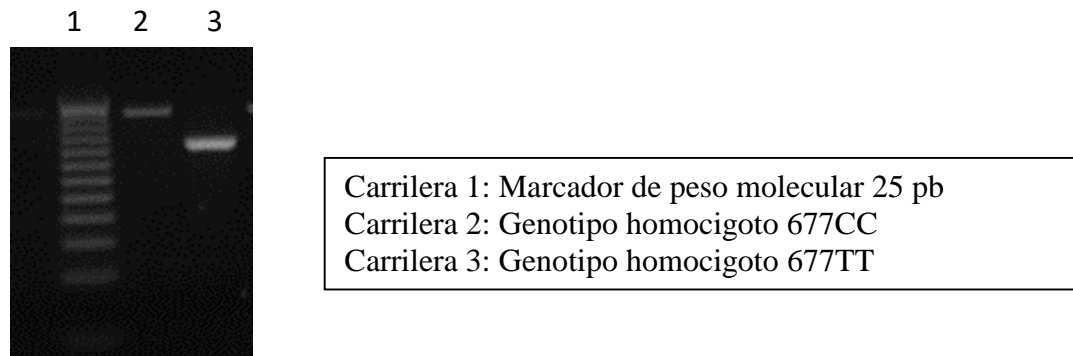 1 2 3
Carrilera 1: Marcador de peso molecular 25 pb
Carrilera 2: Genotipo homocigoto 677CC
Carrilera 3: Genotipo homocigoto 677TT